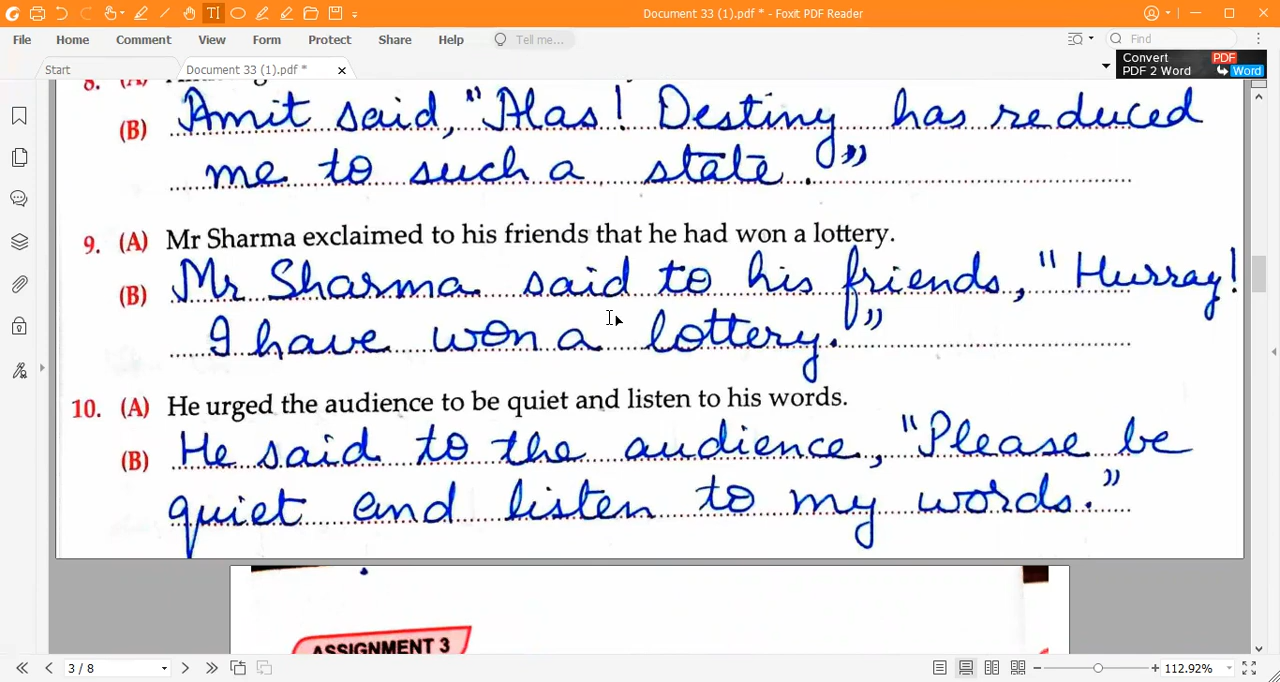 Document 33 (1).pdf * - Foxit PDF Reader
File Home Comment View Form Protect Share Help Tell me... Find
Start Document 33 (1).pdf *
Convert PDF
PDF 2 Word Word
8. (A)
(B) Amit said, "Alas! Destiny has reduced
me to such a state."
9. (A) Mr Sharma exclaimed to his friends that he had won a lottery.
(B) Mr Sharma said to his friends, "Hurray!
I have won a lottery."
10. (A) He urged the audience to be quiet and listen to his words.
(B) He said to the audience, "Please be
quiet and listen to my words."
ASSIGNMENT 3
3 / 8 112.92%